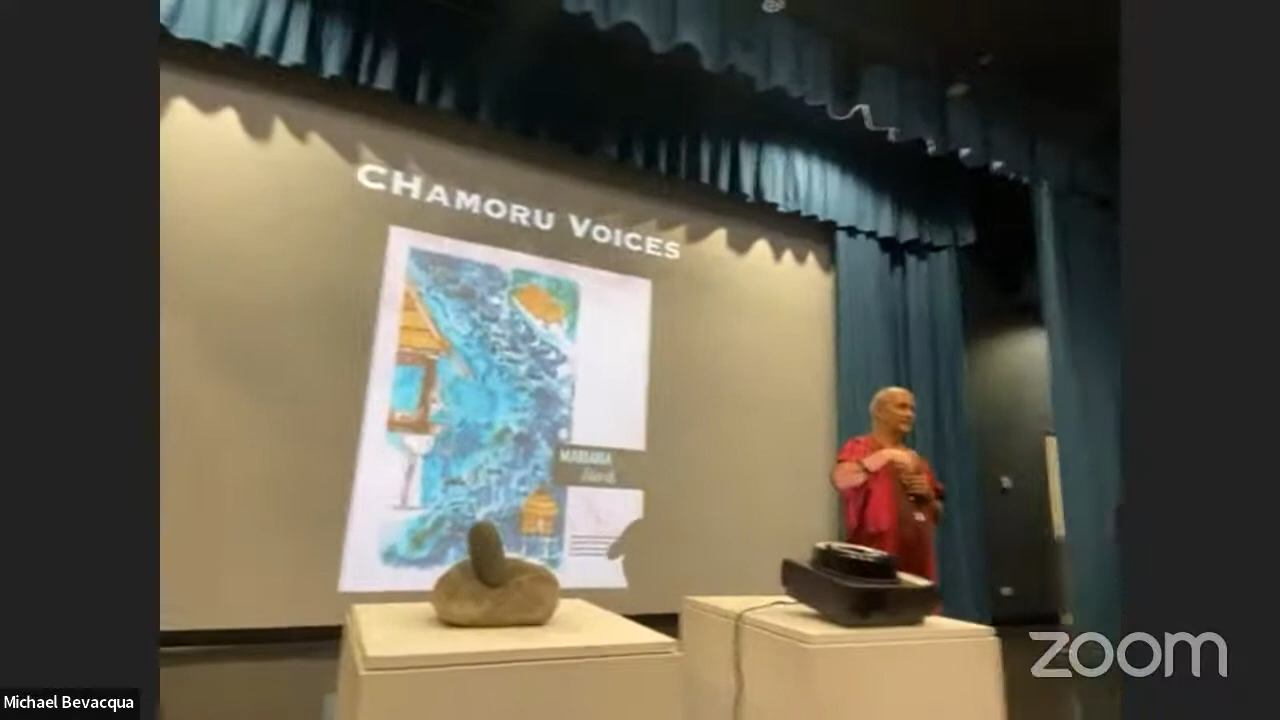 CHAMORU VOICES
MARIANA
Islands
zoom
Michael Bevacqua